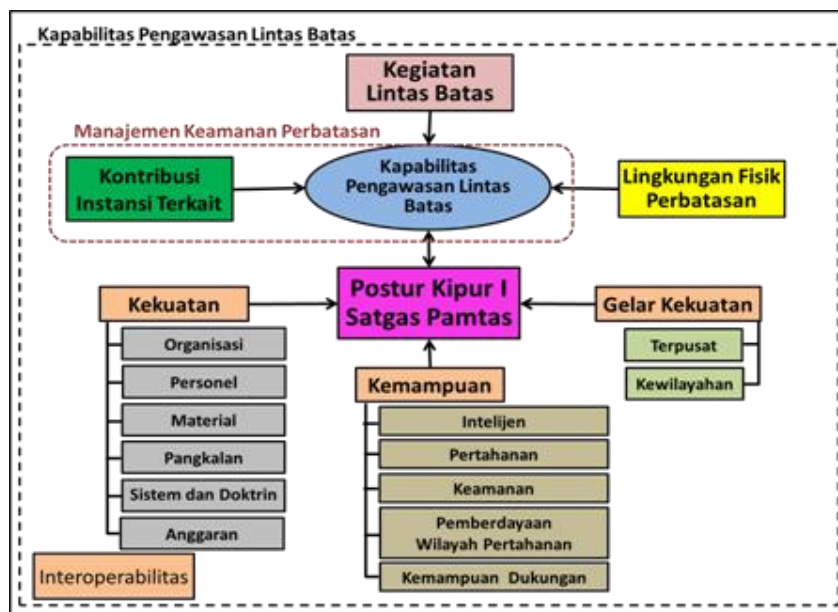 Kapabilitas Pengawasan Lintas Batas
Kegiatan
Lintas Batas
Manajemen Keamanan Perbatasan
Kontribusi
Instansi Terkait
Kapabilitas
Pengawasan Lintas
Batas
Lingkungan Fisik
Perbatasan
Postur Kipur I
Satgas Pamtas
Kekuatan
Organisasi
Personel
Material
Pangkalan
Sistem dan Doktrin
Anggaran
Kemampuan
Intelijen
Pertahanan
Keamanan
Pemberdayaan
Wilayah Pertahanan
Kemampuan Dukungan
Gelar Kekuatan
Terpusat
Kewilayahan
Interoperabilitas